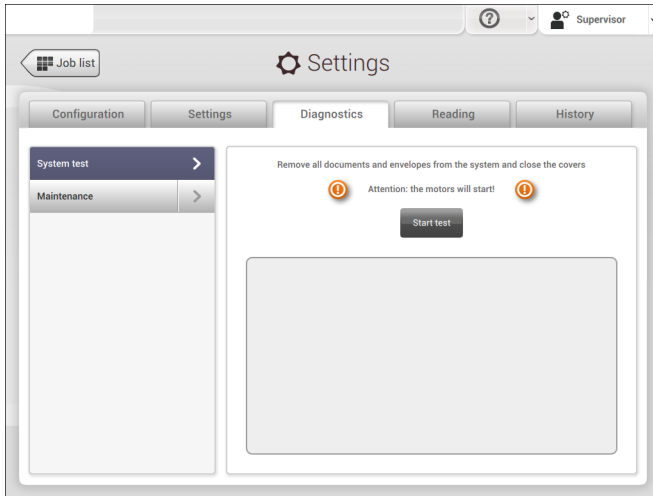 Supervisor
Job list
Settings
Configuration
Settings
Diagnostics
Reading
History
System test
Maintenance
Remove all documents and envelopes from the system and close the covers
Attention: the motors will start!
Start test